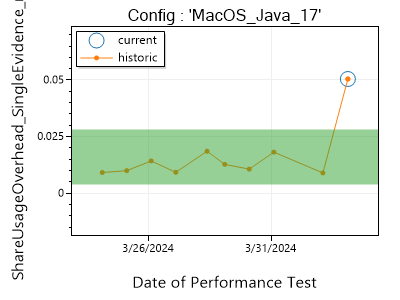 Config : 'MacOS_Java_17'
current
historic
0.05
0.025
0
3/26/2024
3/31/2024
Date of Performance Test
ShareUsageOverhead_SingleEvidence_